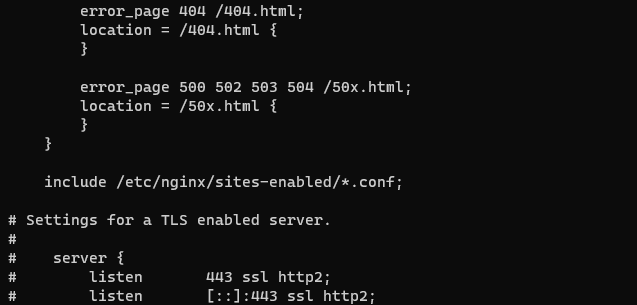 error_page 404 /404.html;
location = /404.html {
}
error_page 500 502 503 504 /50x.html;
location = /50x.html {
}
}
include /etc/nginx/sites-enabled/*.conf;
# Settings for a TLS enabled server.
#
#    server {
#        listen       443 ssl http2;
#        listen       [::]:443 ssl http2;